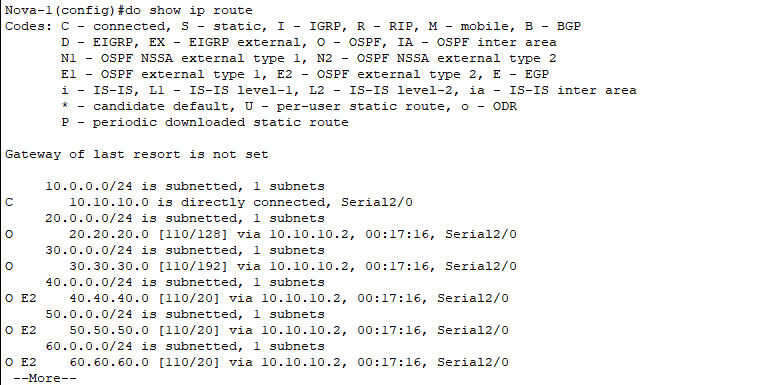 Nova-1(config)#do show ip route
Codes: C - connected, S - static, I - IGRP, R - RIP, M - mobile, B - BGP
       D - EIGRP, EX - EIGRP external, O - OSPF, IA - OSPF inter area
       N1 - OSPF NSSA external type 1, N2 - OSPF NSSA external type 2
       E1 - OSPF external type 1, E2 - OSPF external type 2, E - EGP
       i - IS-IS, L1 - IS-IS level-1, L2 - IS-IS level-2, ia - IS-IS inter area
       * - candidate default, U - per-user static route, o - ODR
       P - periodic downloaded static route
Gateway of last resort is not set
     10.0.0.0/24 is subnetted, 1 subnets
C       10.10.10.0 is directly connected, Serial2/0
     20.0.0.0/24 is subnetted, 1 subnets
O       20.20.20.0 [110/128] via 10.10.10.2, 00:17:16, Serial2/0
     30.0.0.0/24 is subnetted, 1 subnets
O       30.30.30.0 [110/192] via 10.10.10.2, 00:17:16, Serial2/0
     40.0.0.0/24 is subnetted, 1 subnets
O E2    40.40.40.0 [110/20] via 10.10.10.2, 00:17:16, Serial2/0
     50.0.0.0/24 is subnetted, 1 subnets
O E2    50.50.50.0 [110/20] via 10.10.10.2, 00:17:16, Serial2/0
     60.0.0.0/24 is subnetted, 1 subnets
O E2    60.60.60.0 [110/20] via 10.10.10.2, 00:17:16, Serial2/0
 --More--